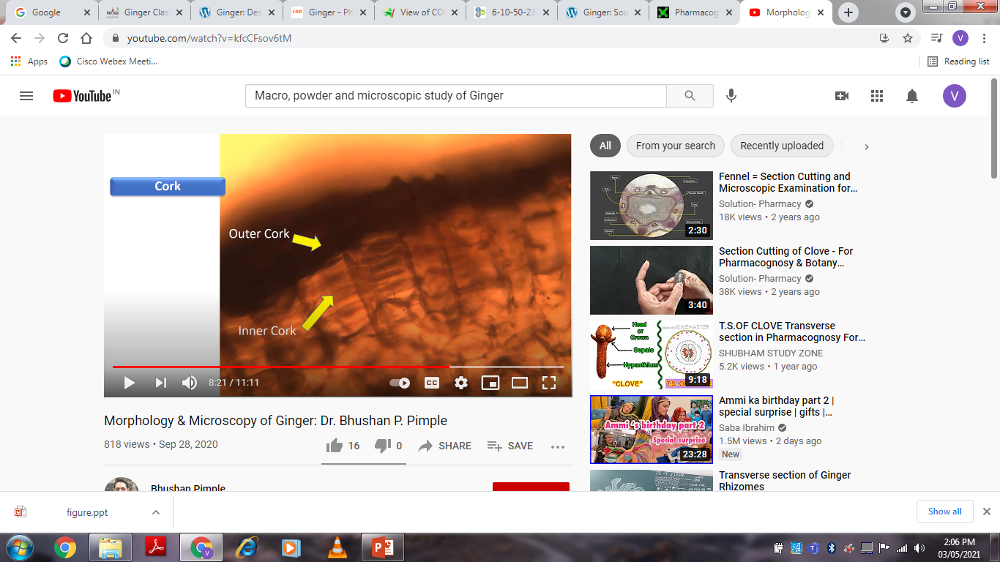 Google
Ginger Clas
Ginger: Des
Ginger - Ph
View of CO
6-10-50-23
Ginger: Sou
Pharmacog
Morpholog
youtube.com/watch?v=kfcCFsov6tM
V
Apps
Cisco Webex Meeti...
Reading list
YouTube IN
Macro, powder and microscopic study of Ginger
V
Cork
Outer Cork
Inner Cork
8:21 / 11:11
CC
Morphology & Microscopy of Ginger: Dr. Bhushan P. Pimple
818 views • Sep 28, 2020
16
0
SHARE
SAVE
Bhushan Pimple
All
From your search
Recently uploaded
2:30
Fennel = Section Cutting and
Microscopic Examination for...
Solution- Pharmacy
18K views • 2 years ago
3:40
Section Cutting of Clove - For
Pharmacognosy & Botany...
Solution- Pharmacy
38K views • 2 years ago
Head
or
Crown
Sepals
Hypanthium
"CLOVE"
9:18
T.S.OF CLOVE Transverse
section in Pharmacognosy For...
SHUBHAM STUDY ZONE
5.2K views • 1 year ago
Ammi 's birthday part 2
Special surprise
23:28
Ammi ka birthday part 2 |
special surprise | gifts |...
Saba Ibrahim
1.5M views • 2 days ago
New
Transverse section of Ginger
Rhizomes
figure.ppt
Show all
2:06 PM
03/05/2021